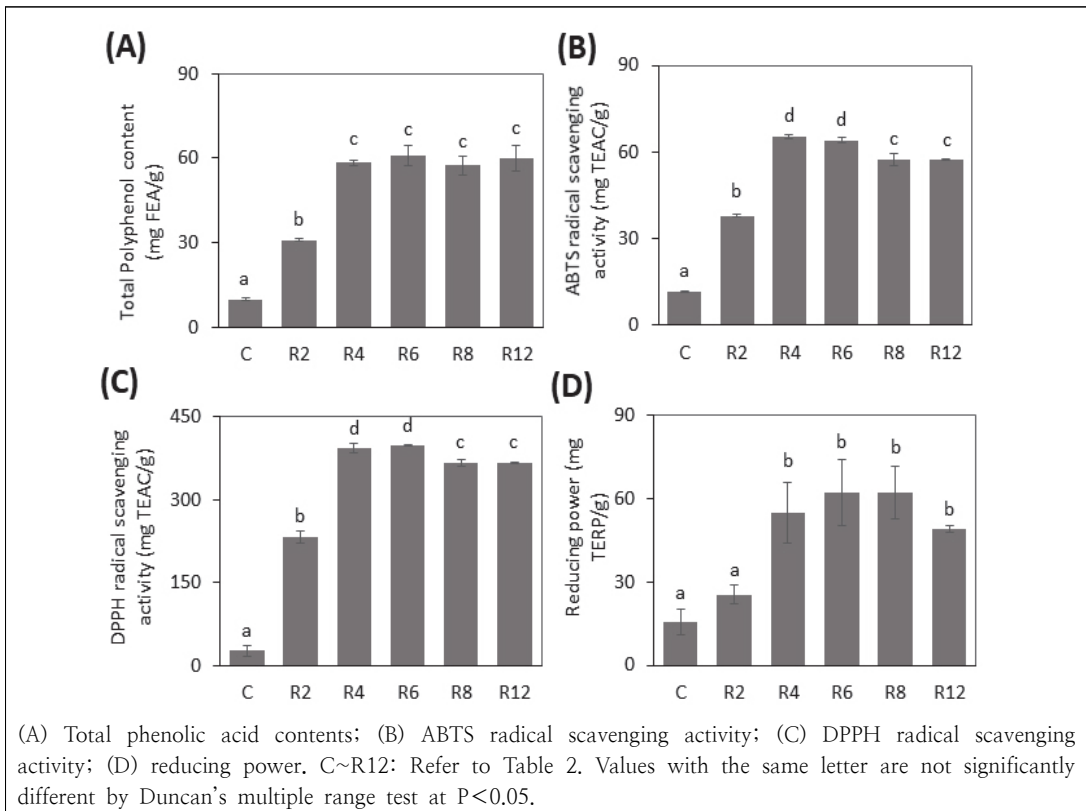 (A)
Total Polyphenol content
(mg FEA/g)
90
60
30
0
a
b
c
c
c
c
C R2 R4 R6 R8 R12
(B)
ABTS radical scavenging
activity (mg TEAC/g)
90
60
30
0
a
b
d
d
c
c
C R2 R4 R6 R8 R12
(C)
DPPH radical scavenging
activity (mg TEAC/g)
450
300
150
0
a
b
d
d
c
c
C R2 R4 R6 R8 R12
(D)
Reducing power (mg
TERP/g)
90
60
30
0
a
a
b
b
b
b
C R2 R4 R6 R8 R12
(A) Total phenolic acid contents; (B) ABTS radical scavenging activity; (C) DPPH radical scavenging
activity; (D) reducing power. C~R12: Refer to Table 2. Values with the same letter are not significantly
different by Duncan's multiple range test at P<0.05.